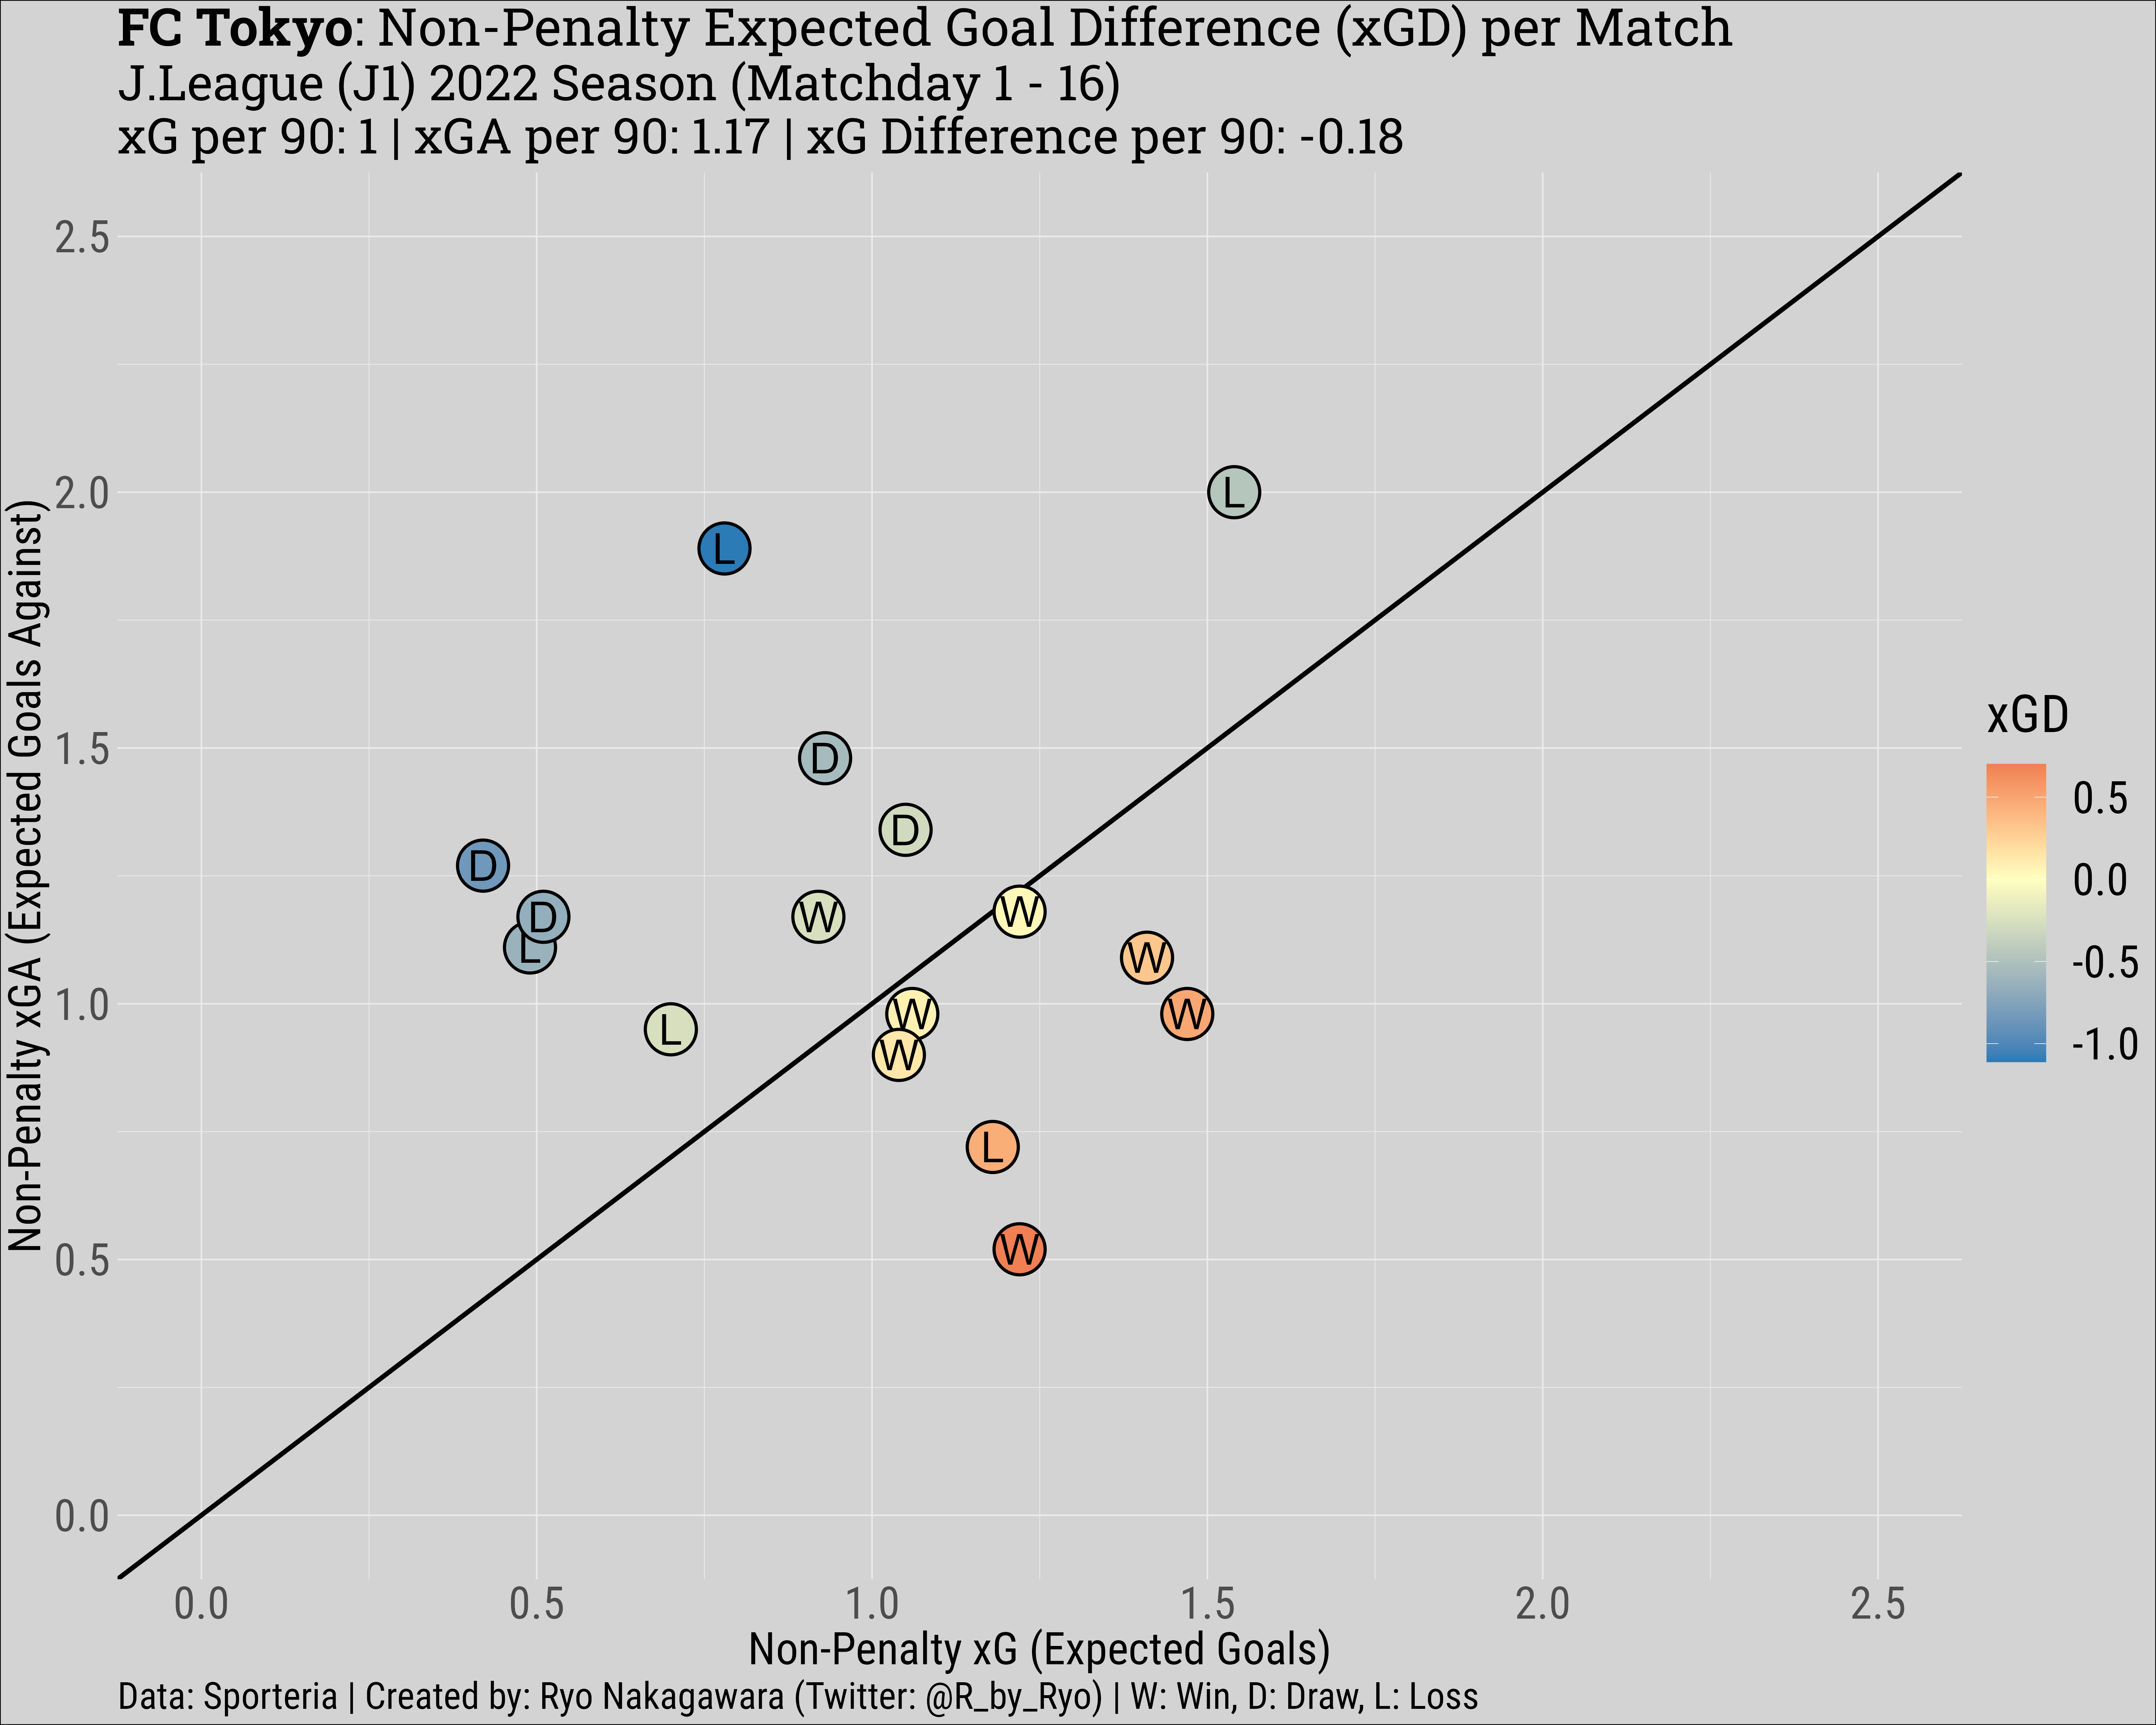 FC Tokyo: Non-Penalty Expected Goal Difference (xGD) per Match
J.League (J1) 2022 Season (Matchday 1 - 16)
xG per 90: 1 | xGA per 90: 1.17 | xG Difference per 90: -0.18
Non-Penalty xGA (Expected Goals Against)
2.5
2.0
1.5
1.0
0.5
0.0
L
L
D
D
D
W
W
D
L
W
L
W
W
W
W
L
W
xGD
0.5
0.0
-0.5
-1.0
0.0
0.5
1.0
1.5
2.0
2.5
Non-Penalty xG (Expected Goals)
Data: Sporteria | Created by: Ryo Nakagawara (Twitter: @R_by_Ryo) | W: Win, D: Draw, L: Loss